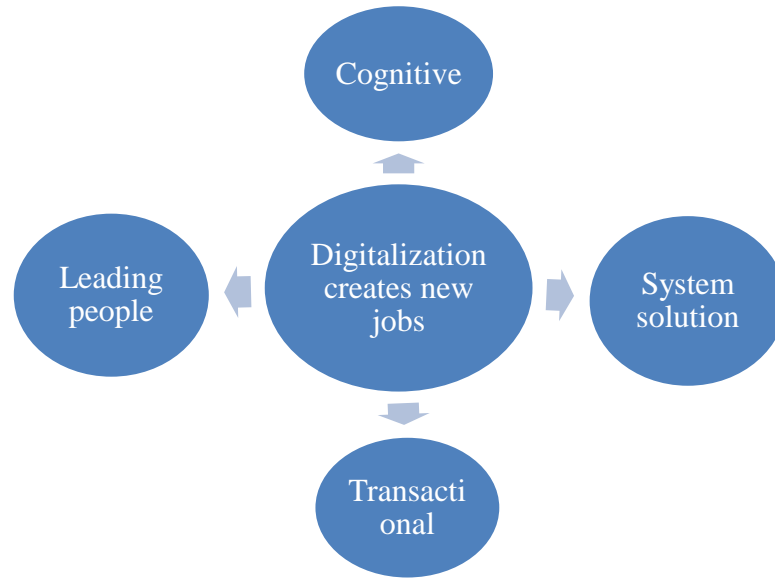 Cognitive
Leading
people
Digitalization
creates new
jobs
System
solution
Transacti
onal